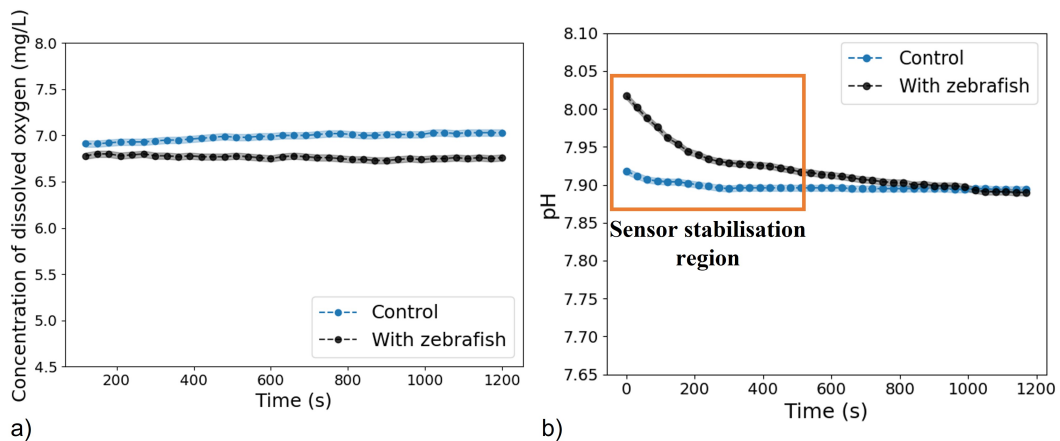 Concentration of dissolved oxygen (mg/L)
8.0
7.5
7.0
6.5
6.0
5.5
5.0
4.5
Control
With zebrafish
200
400
600
800
1000
1200
Time (s)
a)
pH
8.10
8.05
8.00
7.95
7.90
7.85
7.80
7.75
7.70
7.65
Control
With zebrafish
Sensor stabilisation
region
0
200
400
600
800
1000
1200
Time (s)
b)